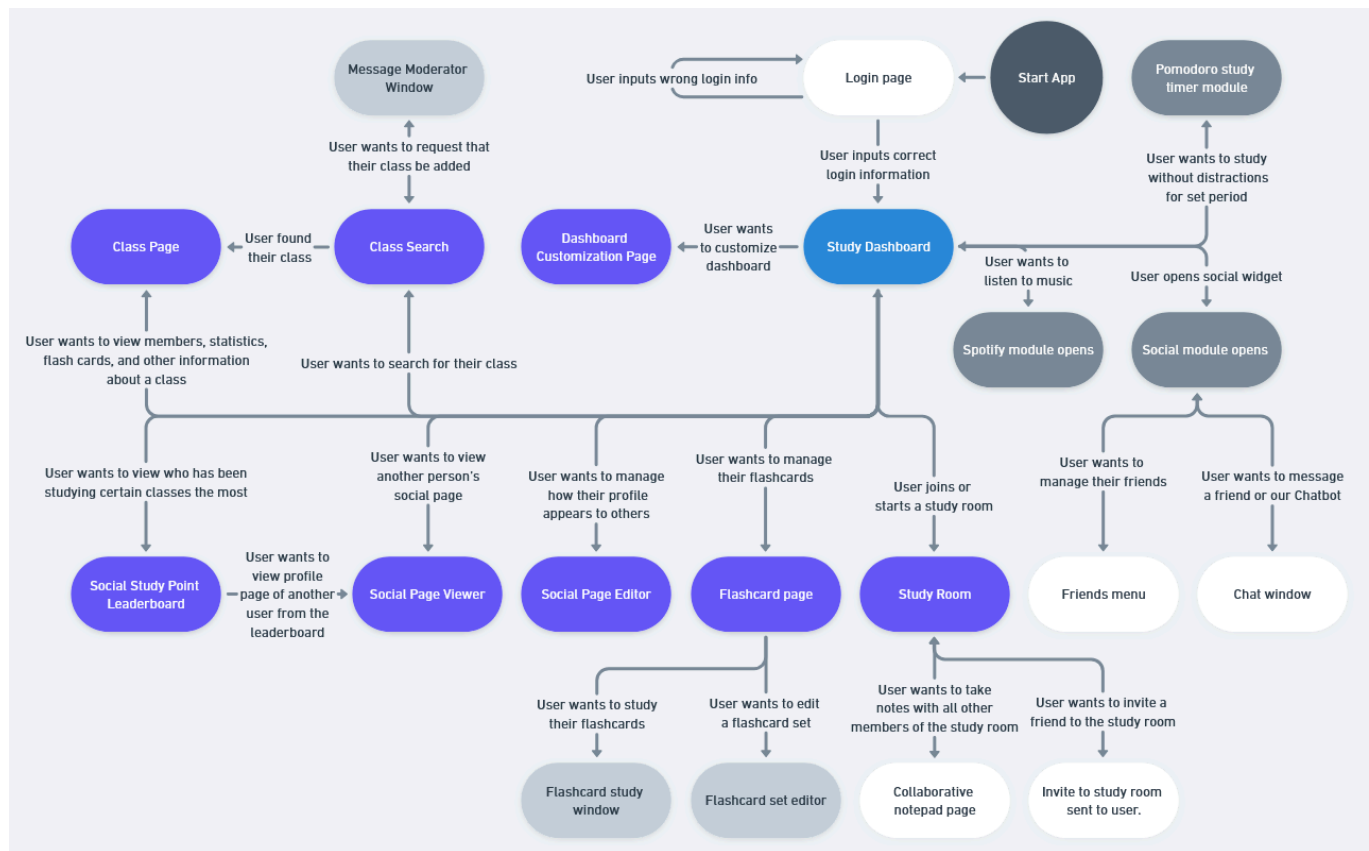 Message Moderator
Window
User inputs wrong login info
Login page
Start App
Pomodoro study
timer module
User wants to request that
their class be added
User inputs correct
login information
User wants to study
without distractions
for set period
Class Page
User found
their class
Class Search
Dashboard
Customization Page
User wants
to customize
dashboard
Study Dashboard
User wants to
listen to music
User opens social widget
User wants to view members, statistics,
flash cards, and other information
about a class
User wants to search for their class
Spotify module opens
Social module opens
User wants to view who has been
studying certain classes the most
User wants to view
another person's
social page
User wants to manage
how their profile
appears to others
User wants to manage
their flashcards
User joins or
starts a study room
User wants to
manage their friends
User wants to message
a friend or our Chatbot
Social Study Point
Leaderboard
User wants to
view profile
page of another
user from the
leaderboard
Social Page Viewer
Social Page Editor
Flashcard page
Study Room
Friends menu
Chat window
User wants to study
their flashcards
User wants to edit
a flashcard set
User wants to take
notes with all other
members of the study room
User wants to invite a
friend to the study room
Flashcard study
window
Flashcard set editor
Collaborative
notepad page
Invite to study room
sent to user.